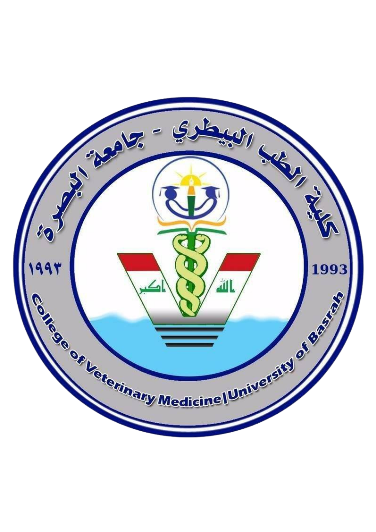 كلية الطب البيطري - جامعة البصرة
١٩٩٣
1993
الله اكبر
College of Veterinary Medicine|University of Basrah